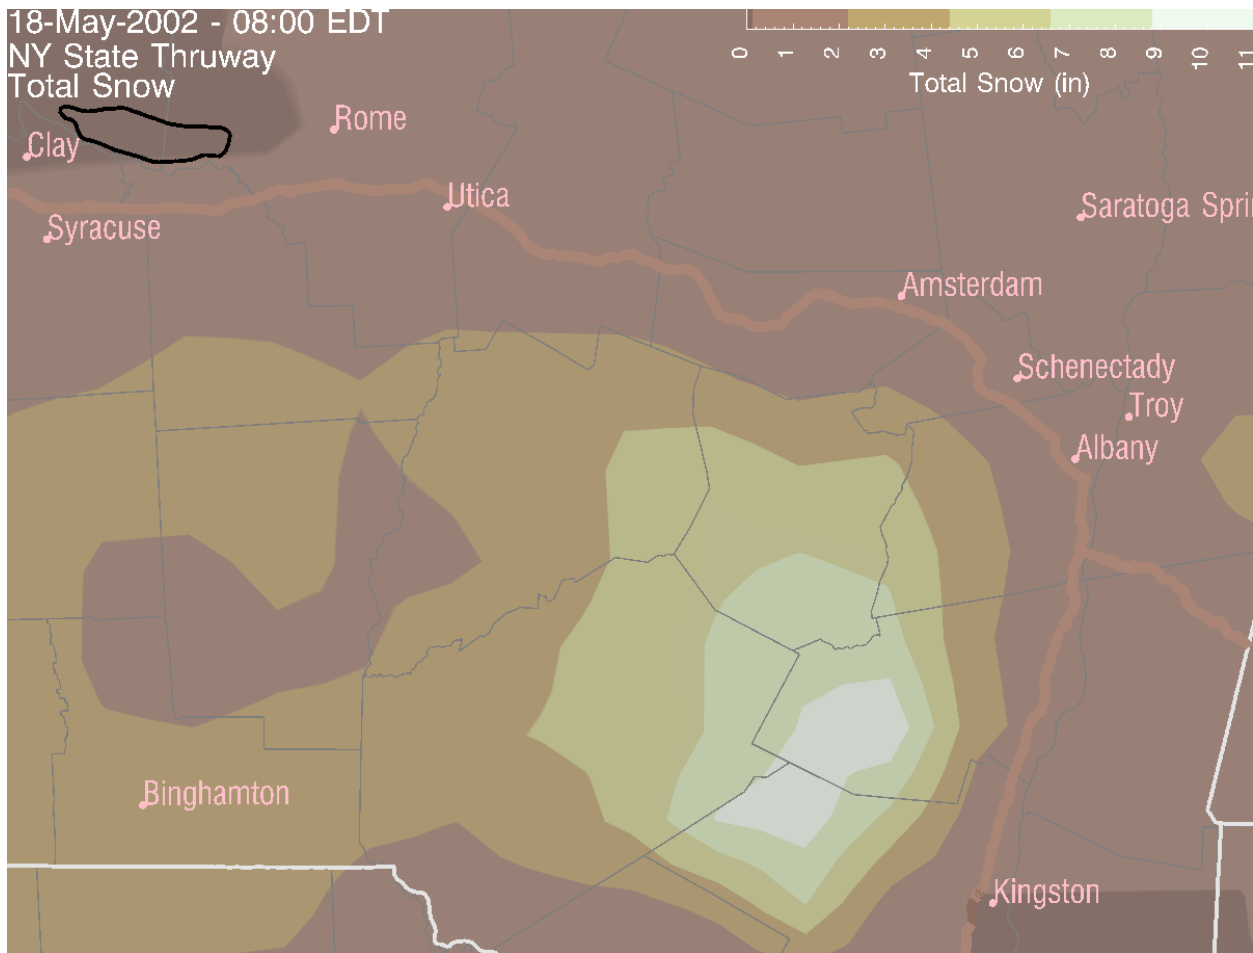 18-May-2002 - 08:00 EDT
NY State Thruway
Total Snow
0 1 2 3 4 5 6 7 8 9 10 11
Total Snow (in)
Rome
Clay
Utica
Saratoga Sprin
Syracuse
Amsterdam
Schenectady
Troy
Albany
Binghamton
Kingston